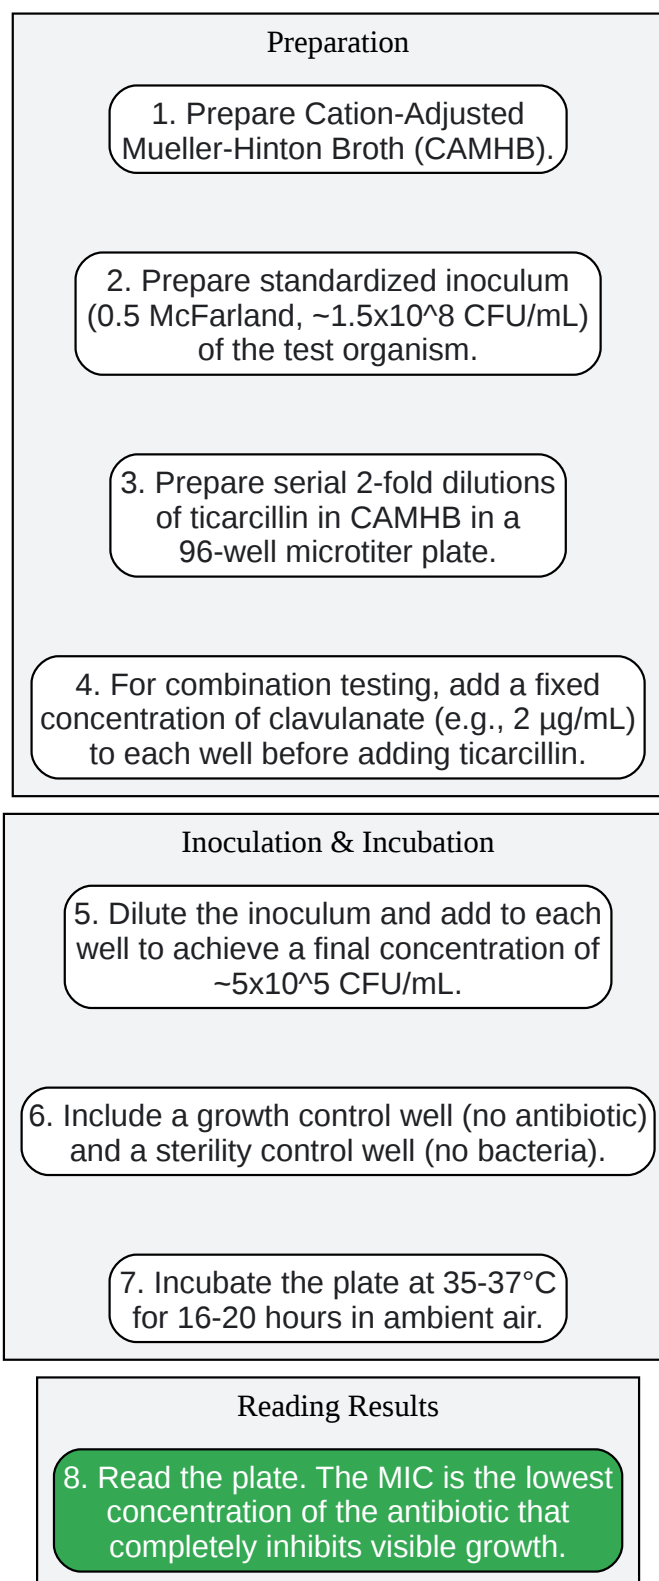 Preparation
1. Prepare Cation-Adjusted
Mueller-Hinton Broth (CAMHB).
2. Prepare standardized inoculum
(0.5 McFarland, ~1.5x10^8 CFU/mL)
of the test organism.
3. Prepare serial 2-fold dilutions
of ticarcillin in CAMHB in a
96-well microtiter plate.
4. For combination testing, add a fixed
concentration of clavulanate (e.g., 2 µg/mL)
to each well before adding ticarcillin.
Inoculation & Incubation
5. Dilute the inoculum and add to each
well to achieve a final concentration of
~5x10^5 CFU/mL.
6. Include a growth control well (no antibiotic)
and a sterility control well (no bacteria).
7. Incubate the plate at 35-37°C
for 16-20 hours in ambient air.
Reading Results
8. Read the plate. The MIC is the lowest
concentration of the antibiotic that
completely inhibits visible growth.